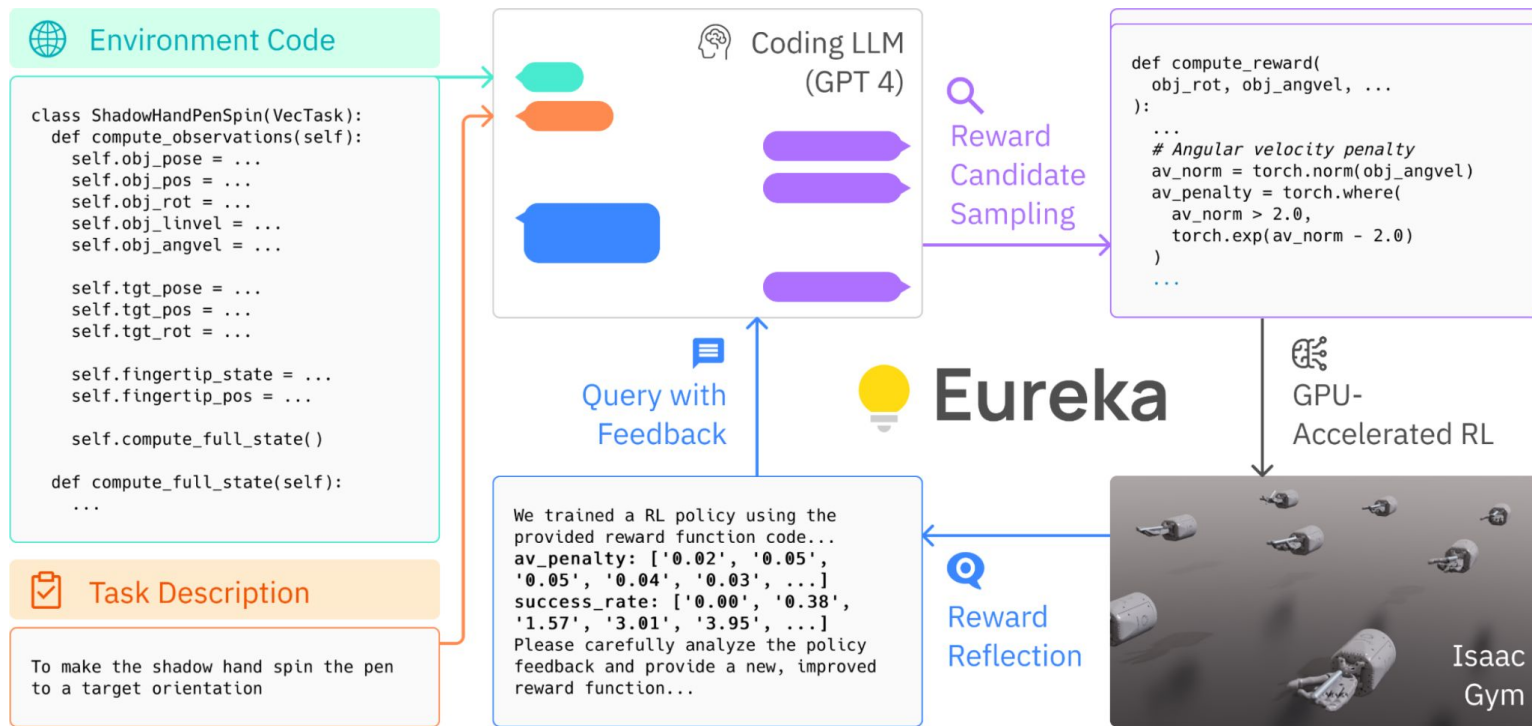 Environment Code
class ShadowHandPenSpin(VecTask):
def compute_observations(self):
self.obj_pose = ...
self.obj_pos = ...
self.obj_rot = ...
self.obj_linvel = ...
self.obj_angvel = ...
self.tgt_pose = ...
self.tgt_pos = ...
self.tgt_rot = ...
self.fingertip_state = ...
self.fingertip_pos = ...
self.compute_full_state()
def compute_full_state(self):
...
Task Description
To make the shadow hand spin the pen
to a target orientation
Coding LLM
(GPT 4)
Reward
Candidate
Sampling
def compute_reward(
obj_rot, obj_angvel, ...
):
...
# Angular velocity penalty
av_norm = torch.norm(obj_angvel)
av_penalty = torch.where(
av_norm > 2.0,
torch.exp(av_norm - 2.0)
)
...
Query with
Feedback
Eureka
GPU-
Accelerated RL
We trained a RL policy using the
provided reward function code...
av_penalty: ['0.02', '0.05',
'0.05', '0.04', '0.03', ...]
success_rate: ['0.00', '0.38',
'1.57', '3.01', '3.95', ...]
Please carefully analyze the policy
feedback and provide a new, improved
reward function...
Reward
Reflection
Isaac
Gym